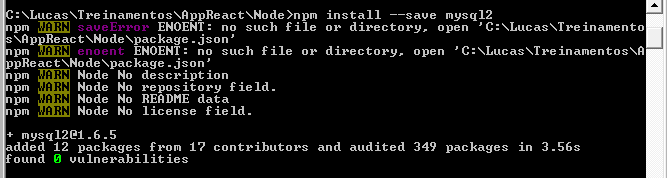 C:\Lucas\Treinamentos\AppReact\Node>npm install --save mysql2
npm WARN saveError ENOENT: no such file or directory, open 'C:\Lucas\Treinamento
s\AppReact\Node\package.json'
npm WARN enoent ENOENT: no such file or directory, open 'C:\Lucas\Treinamentos\A
ppReact\Node\package.json'
npm WARN Node No description
npm WARN Node No repository field.
npm WARN Node No README data
npm WARN Node No license field.
+ mysql2@1.6.5
added 12 packages from 17 contributors and audited 349 packages in 3.56s
found 0 vulnerabilities